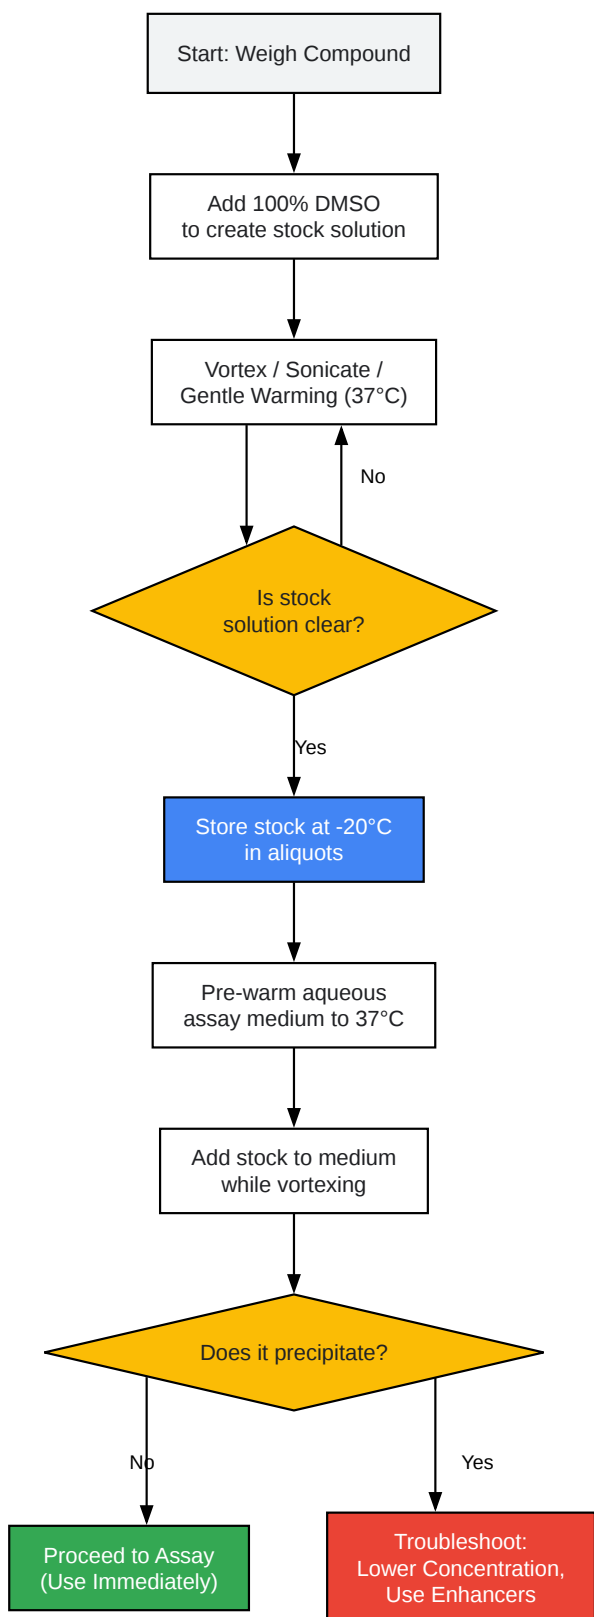 Start: Weigh Compound
Add 100% DMSO
to create stock solution
Vortex / Sonicate /
Gentle Warming (37°C)
No
Is stock
solution clear?
Yes
Store stock at -20°C
in aliquots
Pre-warm aqueous
assay medium to 37°C
Add stock to medium
while vortexing
Does it precipitate?
No
Yes
Proceed to Assay
(Use Immediately)
Troubleshoot:
Lower Concentration,
Use Enhancers